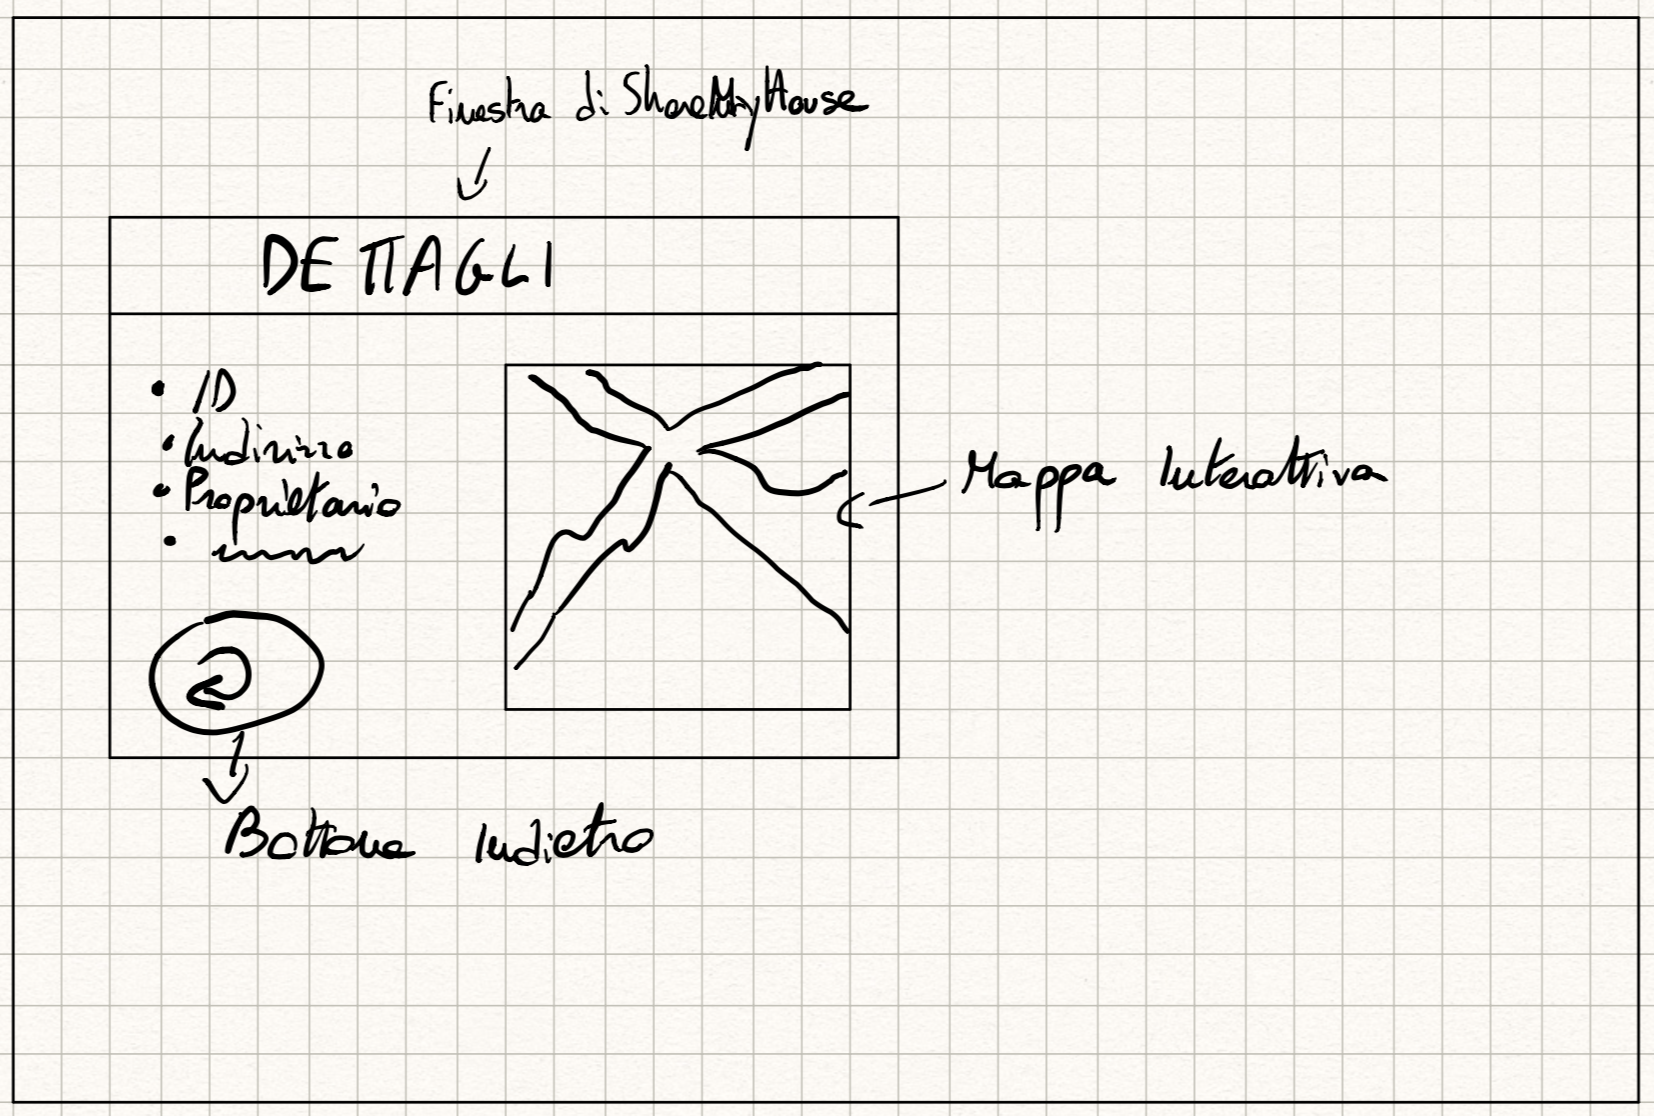 Finestra di ShareMyHouse
DETTAGLI
• ID
• Indirizzo
• Proprietario
•
Mappa Interattiva
Bottone Indietro